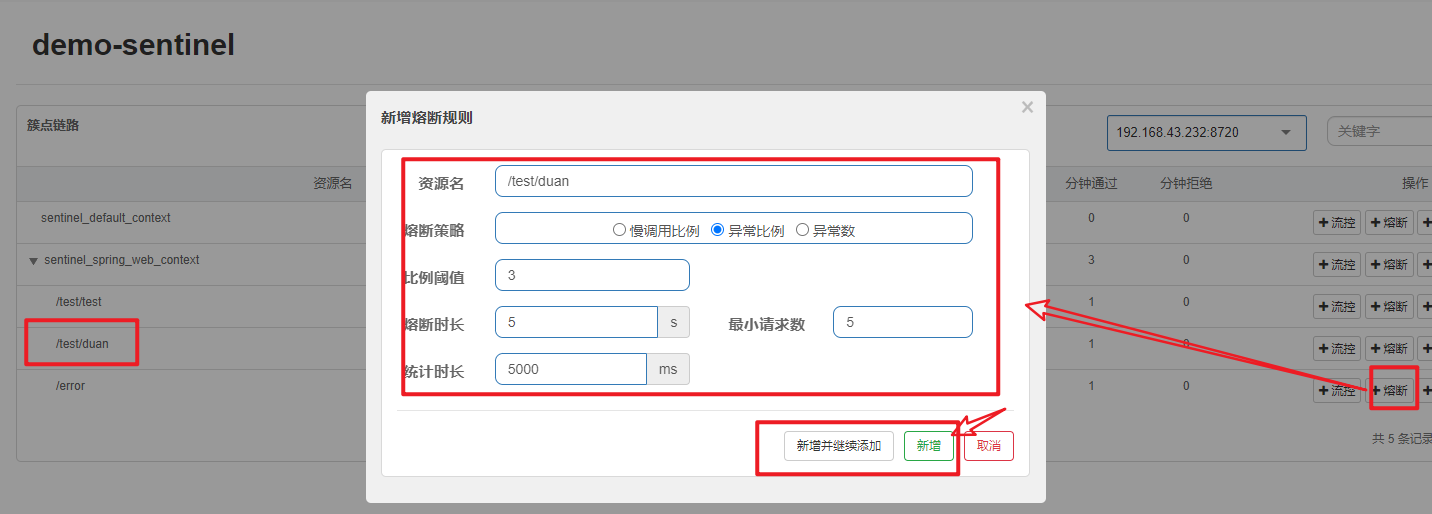 demo-sentinel
簇点链路
192.168.43.232:8720
关键字
资源名
分钟通过
分钟拒绝
操作
sentinel_default_context
0
0
流控
熔断
sentinel_spring_web_context
3
0
流控
熔断
/test/test
1
0
流控
熔断
/test/duan
1
0
流控
熔断
/error
1
0
流控
熔断
共 5 条记录
新增熔断规则
×
资源名
/test/duan
熔断策略
慢调用比例 异常比例 异常数
比例阈值
3
熔断时长
5 s
最小请求数
5
统计时长
5000 ms
新增并继续添加
新增
取消